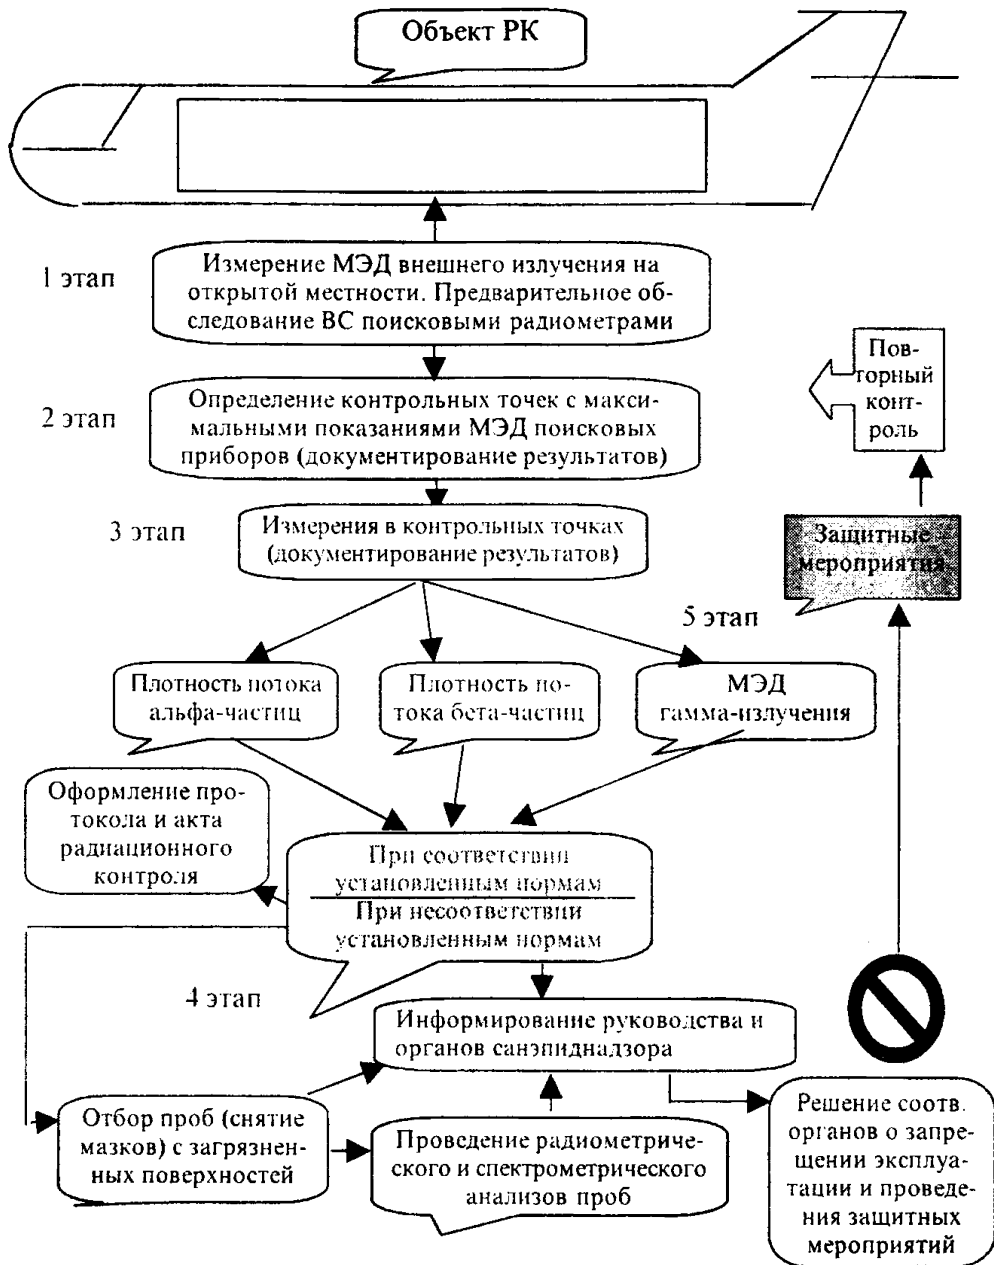 Объект РК
1 этап
Измерение МЭД внешнего излучения на
открытой местности. Предварительное об-
следование ВС поисковыми радиометрами
2 этап
Определение контрольных точек с макси-
мальными показаниями МЭД поисковых
приборов (документирование результатов)
Пов-
торный
конт-
роль
3 этап
Измерения в контрольных точках
(документирование результатов)
Защитные
мероприятия
5 этап
Плотность потока
альфа-частиц
Плотность по-
тока бета-частиц
МЭД
гамма-излучения
Оформление про-
токола и акта
радиационного
контроля
При соответствии
установленным нормам
При несоответствии
установленным нормам
4 этап
Информирование руководства и
органов санэпиднадзора
Отбор проб (снятие
мазков) с загрязнен-
ных поверхностей
Проведение радиометриче-
ского и спектрометрического
анализов проб
Решение соотв.
органов о запре-
щении эксплуа-
тации и проведе-
ния защитных
мероприятий